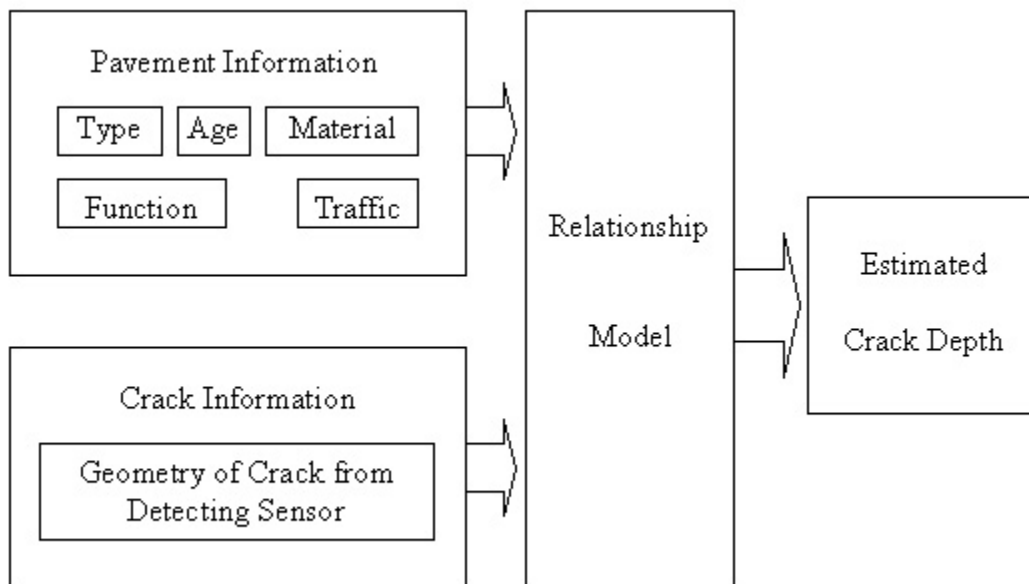 Pavement Information
Type Age Material
Function Traffic
Crack Information
Geometry of Crack from
Detecting Sensor
Relationship
Model
Estimated
Crack Depth